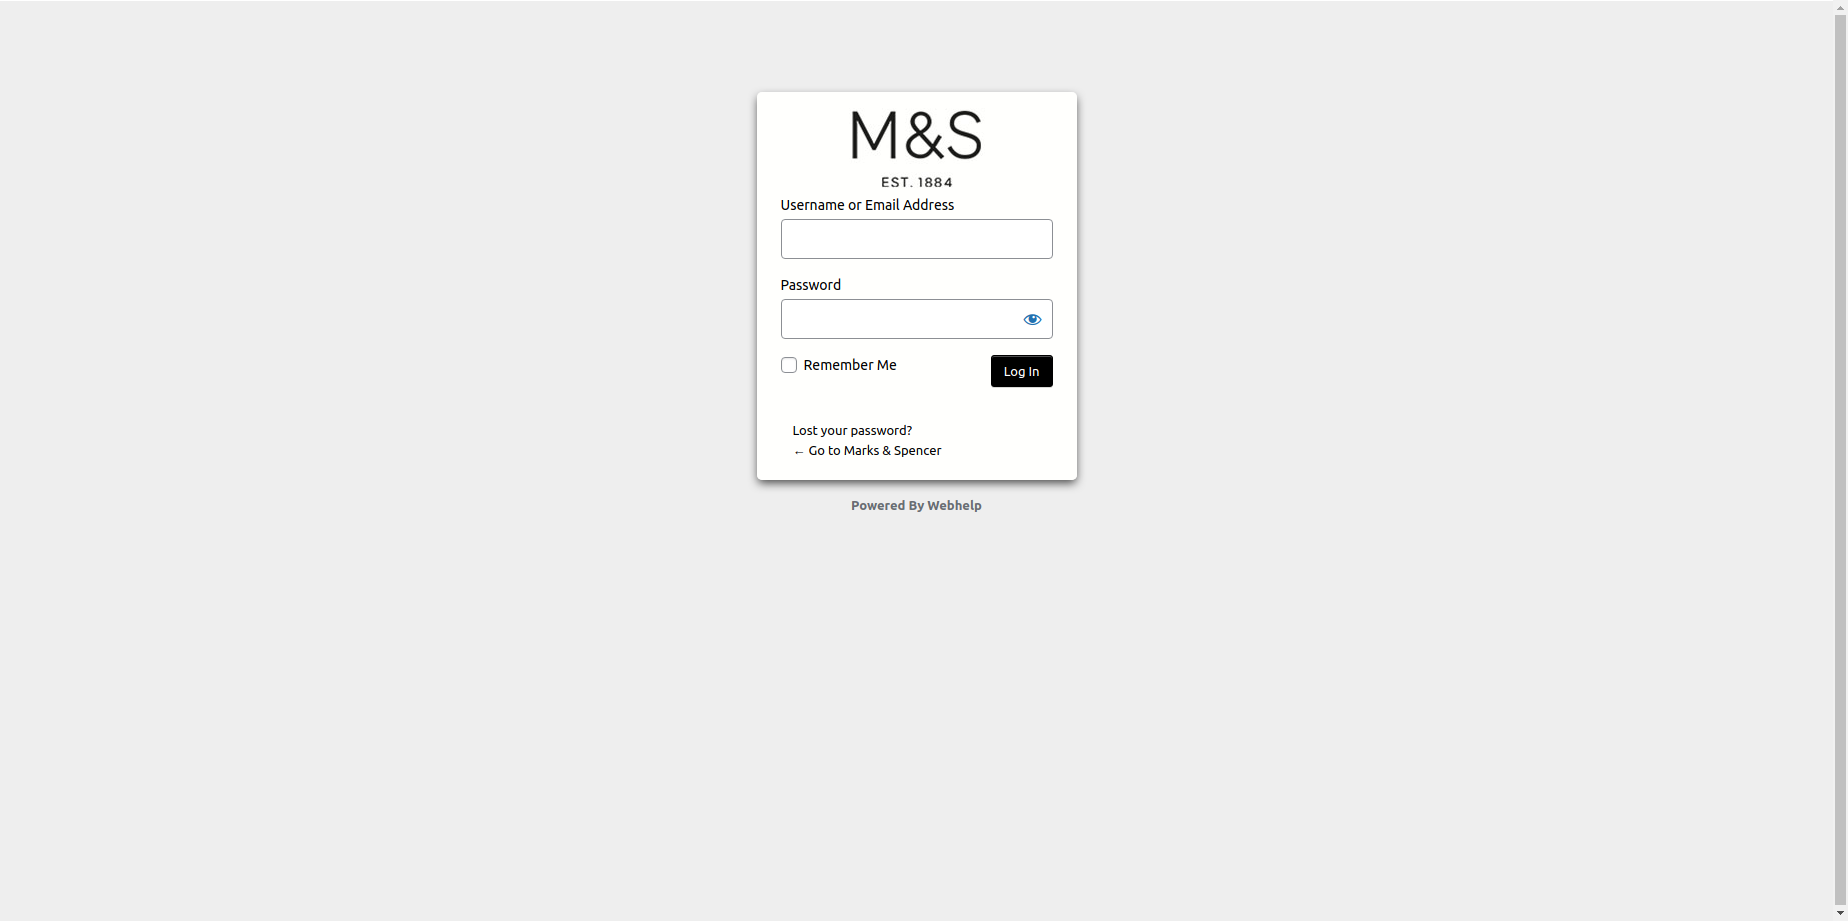 M&S
EST. 1884
Username or Email Address
Password
Remember Me
Log In
Lost your password?
← Go to Marks & Spencer
Powered By Webhelp